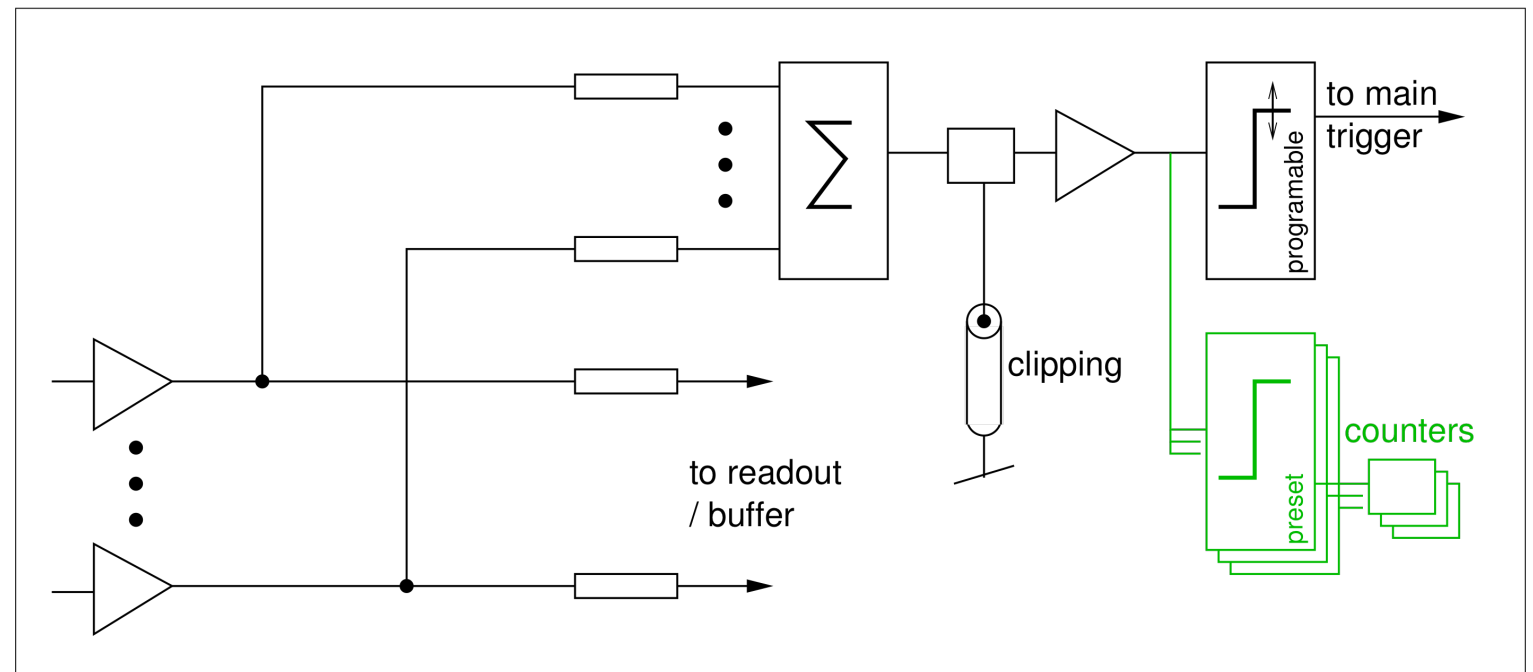 Σ
to main
trigger
programable
clipping
counters
to readout
/ buffer
preset